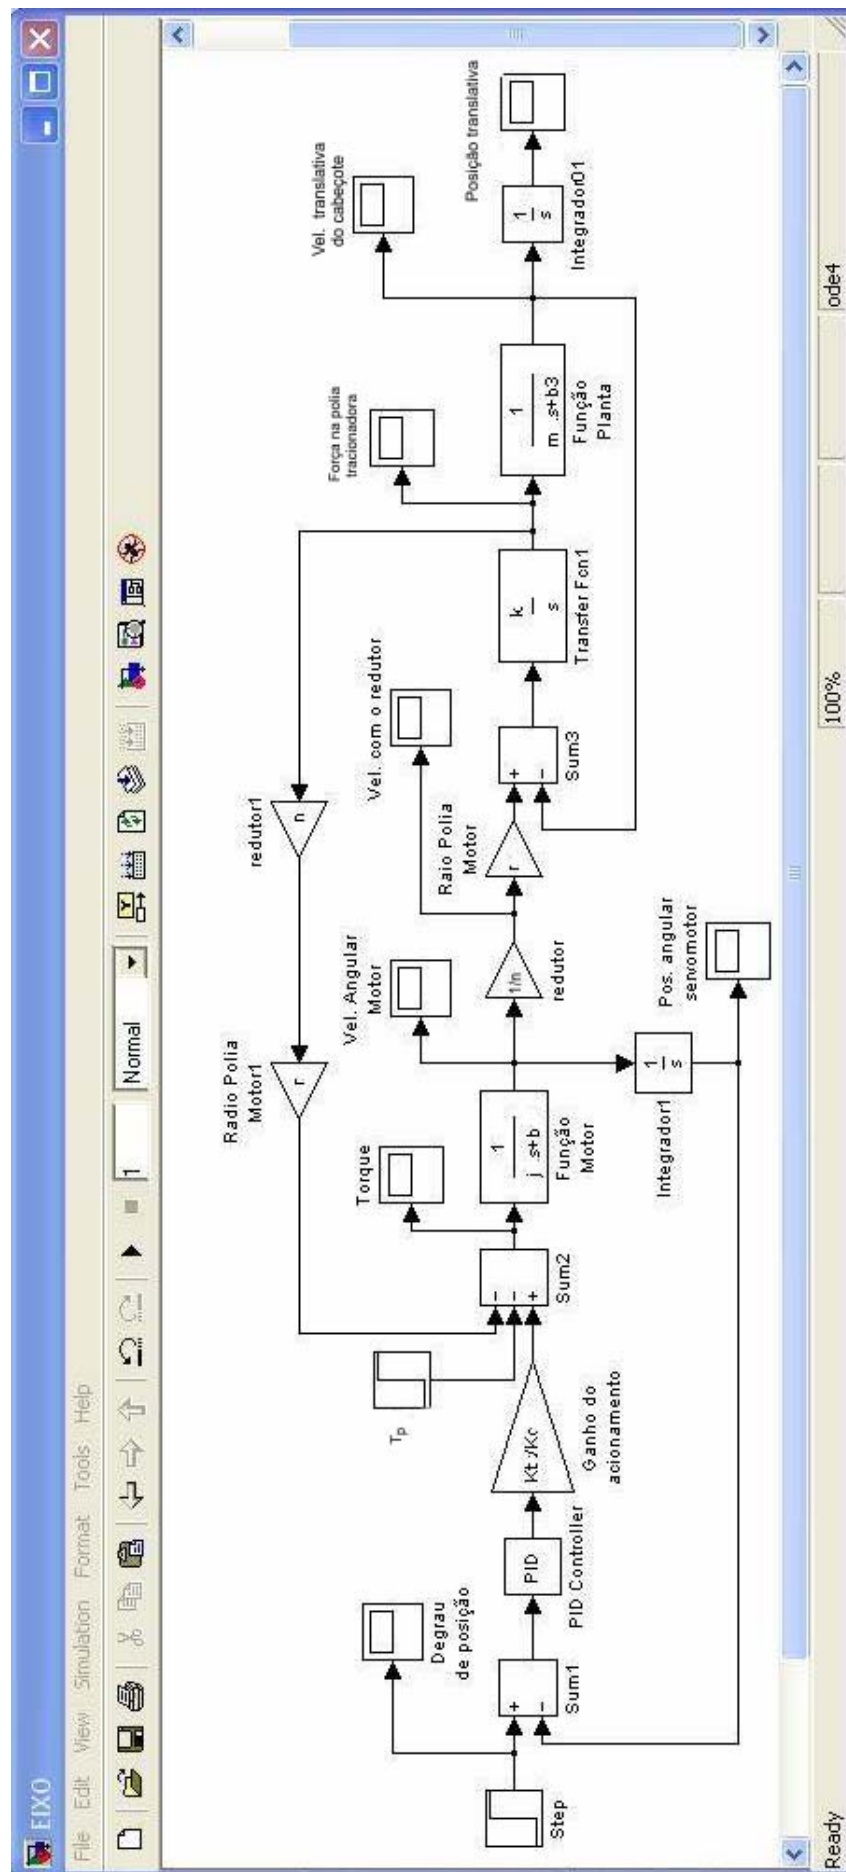 EIXO
File Edit View Simulation Format Tools Help
1
Normal
Step
Degrau
de posição
+
-
Sum1
PID
PID Controller
Kt /Kc
Ganho do
acionamento
Tp
-
-
+
Sum2
Torque
1
j .s+b
Função
Motor
Radio Polia
Motor1
r
redutor1
n
Vel. Angular
Motor
1/n
redutor
1
s
Integrador1
Pos. angular
servomotor
Vel. com o redutor
Raio Polia
Motor
r
+
-
Sum3
k
s
Transfer Fcn1
Força na polia
tracionadora
1
m .s+b3
Função
Planta
Vel. translativa
do cabeçote
1
s
Integrador01
Posição translativa
Ready
100%
ode4